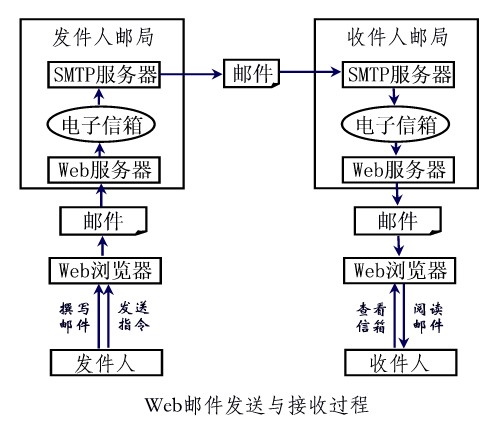 发件人邮局
SMTP服务器
电子信箱
Web服务器
邮件
Web浏览器
撰写
邮件
发送
指令
发件人
邮件
收件人邮局
SMTP服务器
电子信箱
Web服务器
邮件
Web浏览器
查看
信箱
阅读
邮件
收件人
Web邮件发送与接收过程